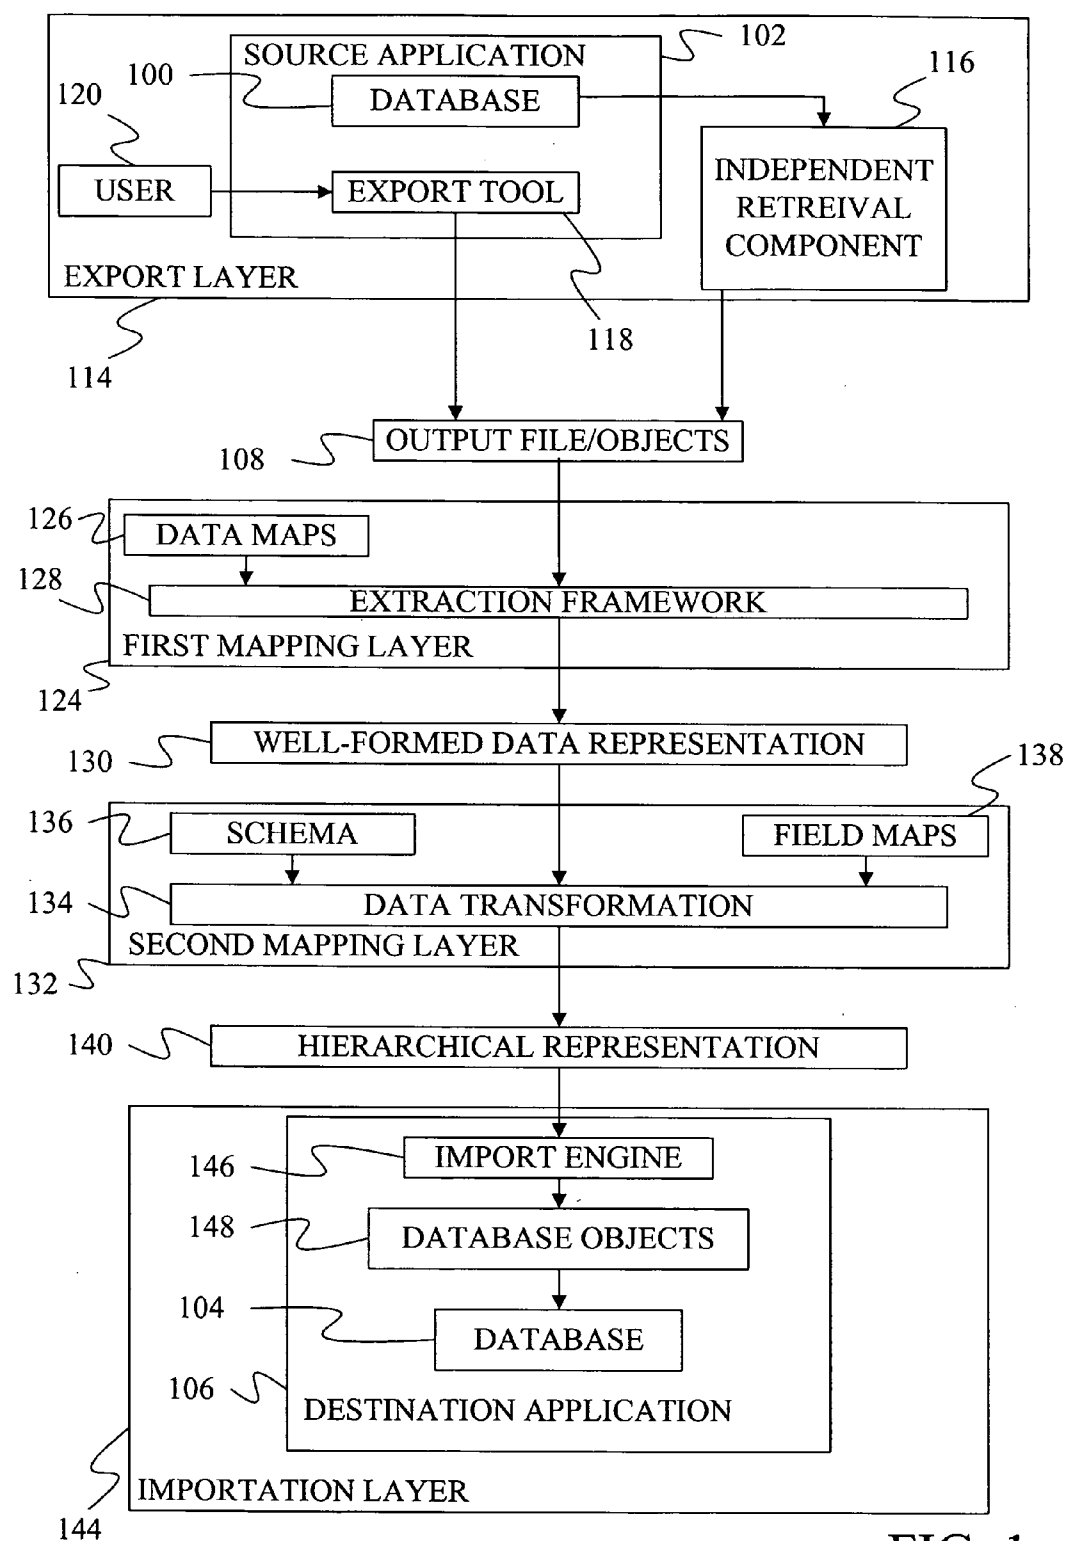 SOURCE APPLICATION
102
100
DATABASE
116
120
USER
EXPORT TOOL
INDEPENDENT
RETREIVAL
COMPONENT
EXPORT LAYER
118
114
OUTPUT FILE/OBJECTS
108
126
DATA MAPS
128
EXTRACTION FRAMEWORK
FIRST MAPPING LAYER
124
WELL-FORMED DATA REPRESENTATION
130
138
136
SCHEMA
FIELD MAPS
134
DATA TRANSFORMATION
SECOND MAPPING LAYER
132
140
HIERARCHICAL REPRESENTATION
146
IMPORT ENGINE
148
DATABASE OBJECTS
104
DATABASE
106
DESTINATION APPLICATION
IMPORTATION LAYER
144
FIG. 1